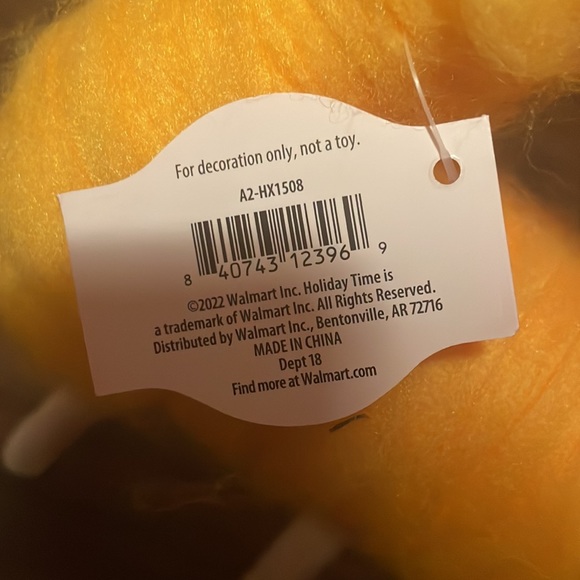 For decoration only, not a toy.
A2-HX1508
8 40743 12396 9
©2022 Walmart Inc. Holiday Time is
a trademark of Walmart Inc. All Rights Reserved.
Distributed by Walmart Inc., Bentonville, AR 72716
MADE IN CHINA
Dept 18
Find more at Walmart.com